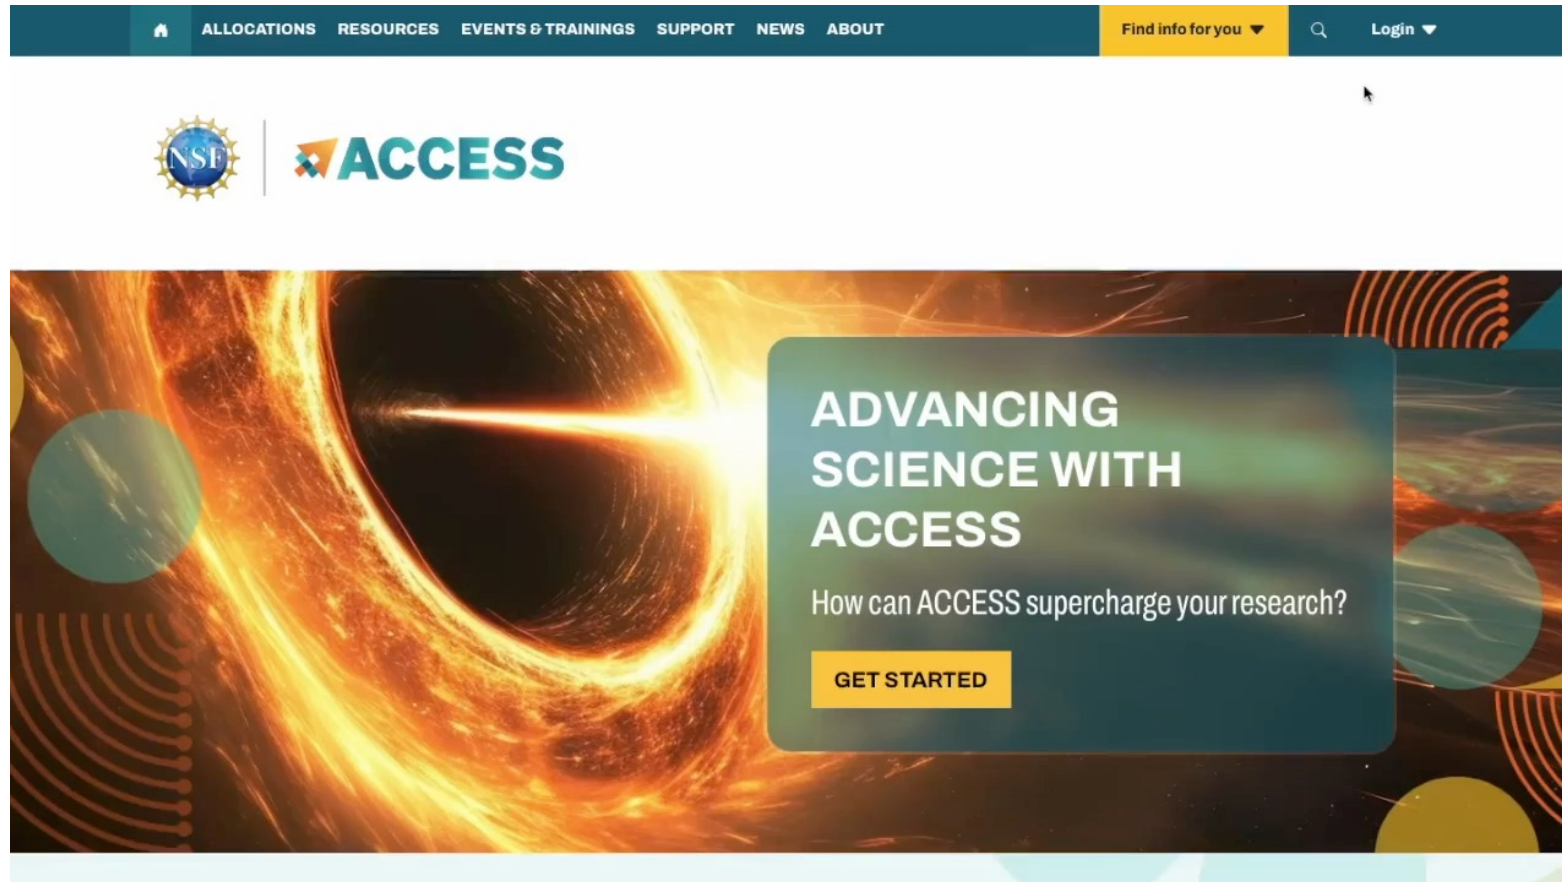 ALLOCATIONS RESOURCES EVENTS & TRAININGS SUPPORT NEWS ABOUT Find info for you Login
NSF ACCESS
ADVANCING
SCIENCE WITH
ACCESS
How can ACCESS supercharge your research?
GET STARTED